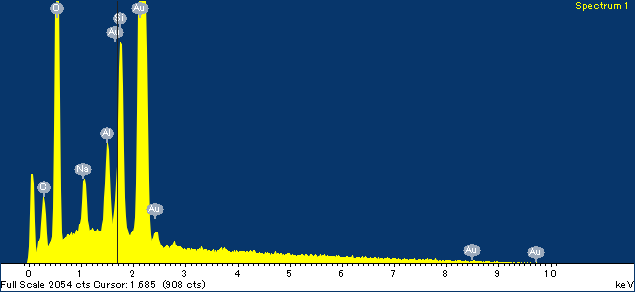 Spectrum 1
O
Si
Au
Au
Al
Na
Au
Au
Au
0 1 2 3 4 5 6 7 8 9 10
Full Scale 2054 cts Cursor: 1.685 (908 cts) keV